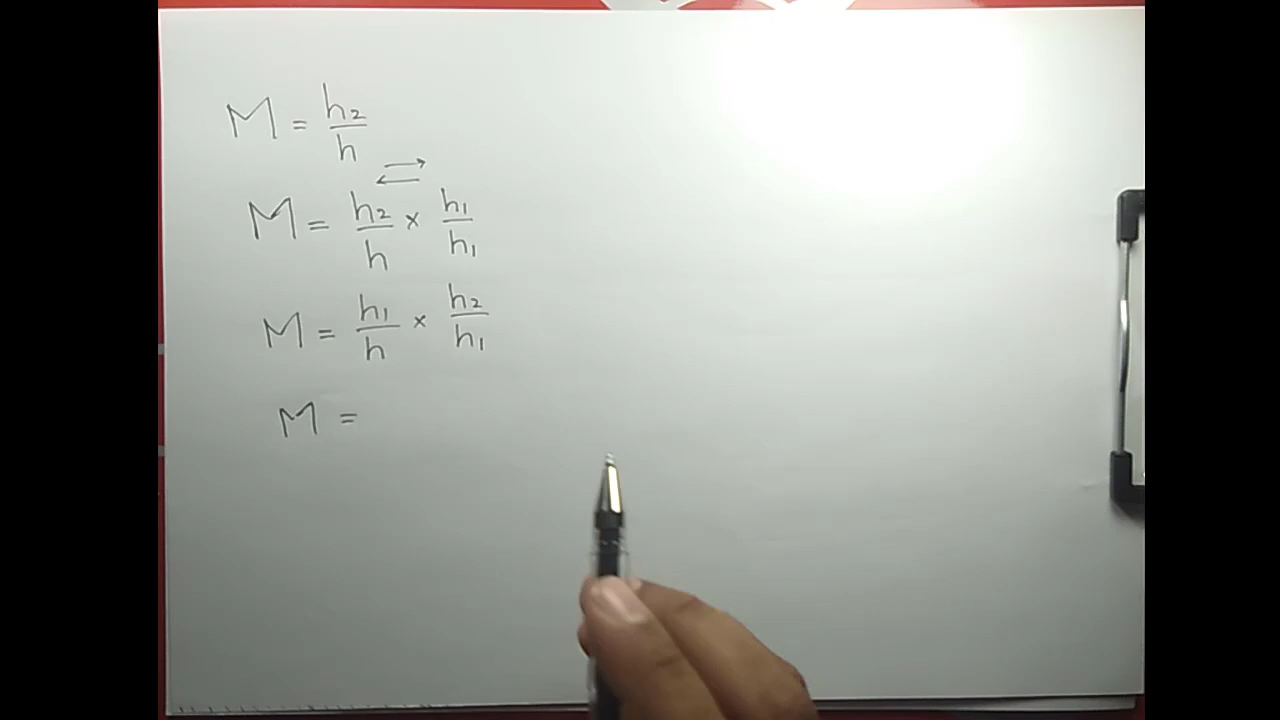 M = h₂/h
M = h₂/h × h₁/h₁
M = h₁/h × h₂/h₁
M =